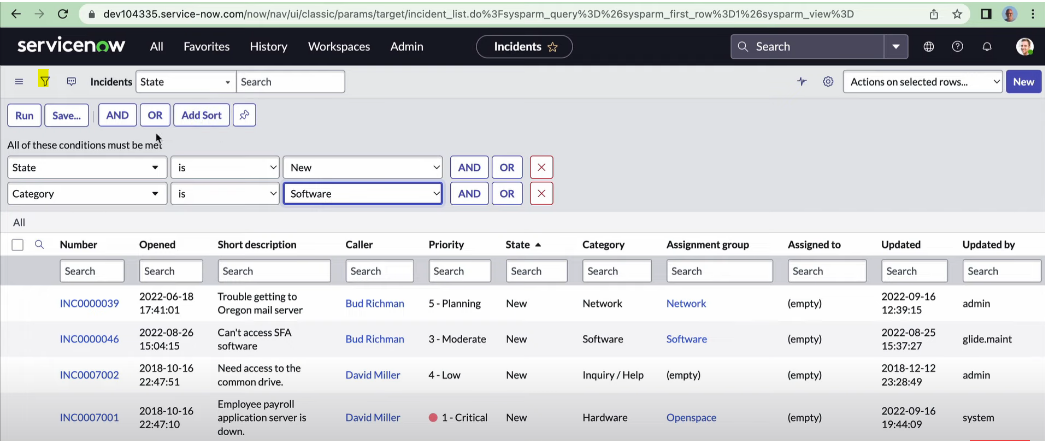 dev104335.service-now.com/now/nav/ui/classic/params/target/incident_list.do%3Fsysparm_query%3D%26sysparm_first_row%3D1%26sysparm_view%3D
servicenow All Favorites History Workspaces Admin Incidents Search
Incidents State Search Actions on selected rows... New
Run Save... AND OR Add Sort
All of these conditions must be met
State is New AND OR
Category is Software AND OR
All
Number Opened Short description Caller Priority State Category Assignment group Assigned to Updated Updated by
Search Search Search Search Search Search Search Search Search Search Search
INC0000039 2022-06-18 17:41:01 Trouble getting to Oregon mail server Bud Richman 5 - Planning New Network Network (empty) 2022-09-16 12:39:15 admin
INC0000046 2022-08-26 15:04:15 Can't access SFA software Bud Richman 3 - Moderate New Software Software (empty) 2022-08-25 15:37:27 glide.maint
INC0007002 2018-10-16 22:47:51 Need access to the common drive. David Miller 4 - Low New Inquiry / Help (empty) (empty) 2018-12-12 23:28:49 admin
INC0007001 2018-10-16 22:47:10 Employee payroll application server is down. David Miller 1 - Critical New Hardware Openspace (empty) 2022-09-16 19:44:09 system